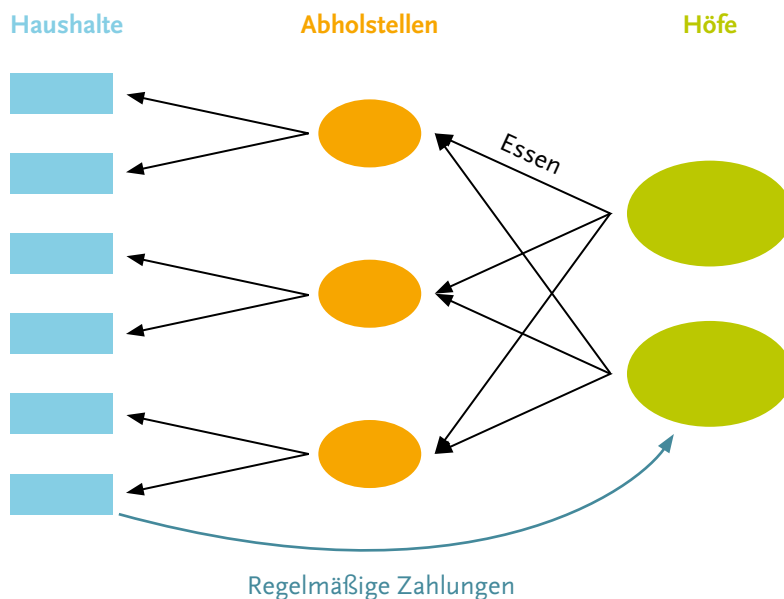 Haushalte
Abholstellen
Höfe
Essen
Regelmäßige Zahlungen